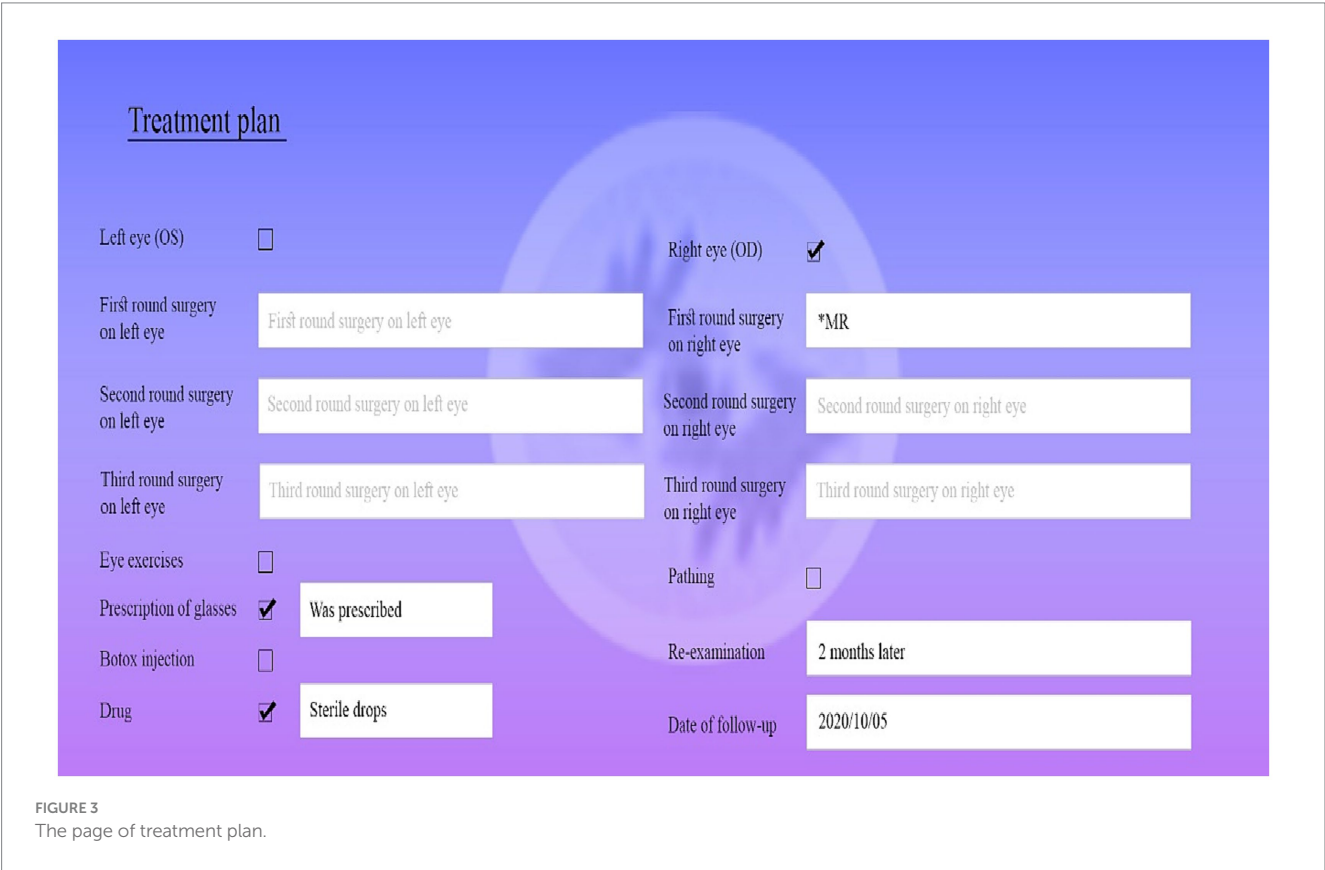 Treatment plan
Left eye (OS)
First round surgery
on left eye
First round surgery on left eye
Second round surgery
on left eye
Second round surgery on left eye
Third round surgery
on left eye
Third round surgery on left eye
Eye exercises
Prescription of glasses
Was prescribed
Botox injection
Drug
Sterile drops
Right eye (OD)
First round surgery
on right eye
*MR
Second round surgery
on right eye
Second round surgery on right eye
Third round surgery
on right eye
Third round surgery on right eye
Pathing
Re-examination
2 months later
Date of follow-up
2020/10/05
FIGURE 3
The page of treatment plan.